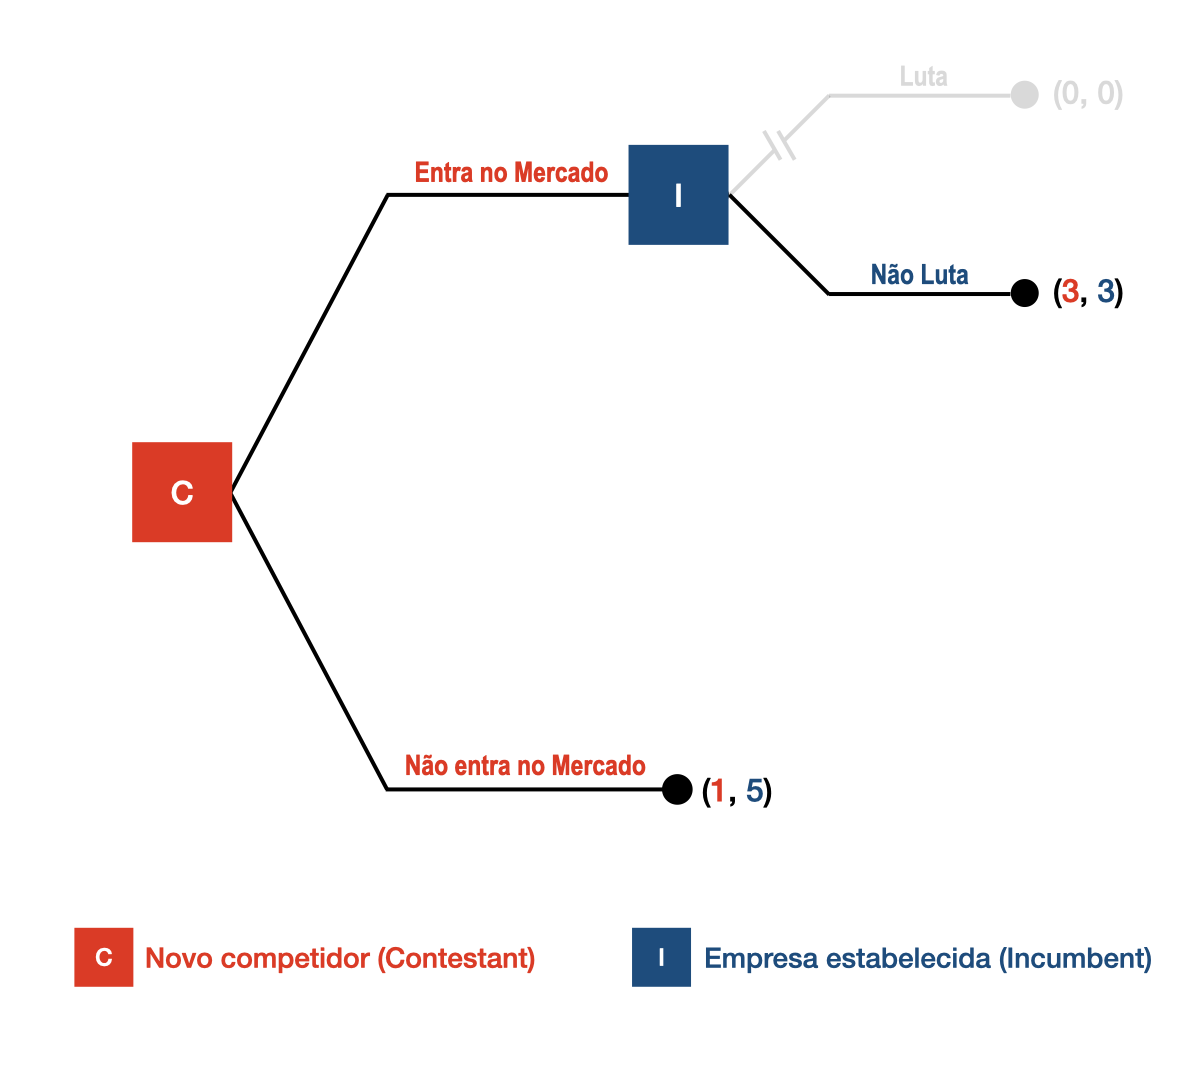 Luta
(0, 0)
Entra no Mercado
I
Não Luta
(3, 3)
C
Não entra no Mercado
(1, 5)
C Novo competidor (Contestant)
I Empresa estabelecida (Incumbent)